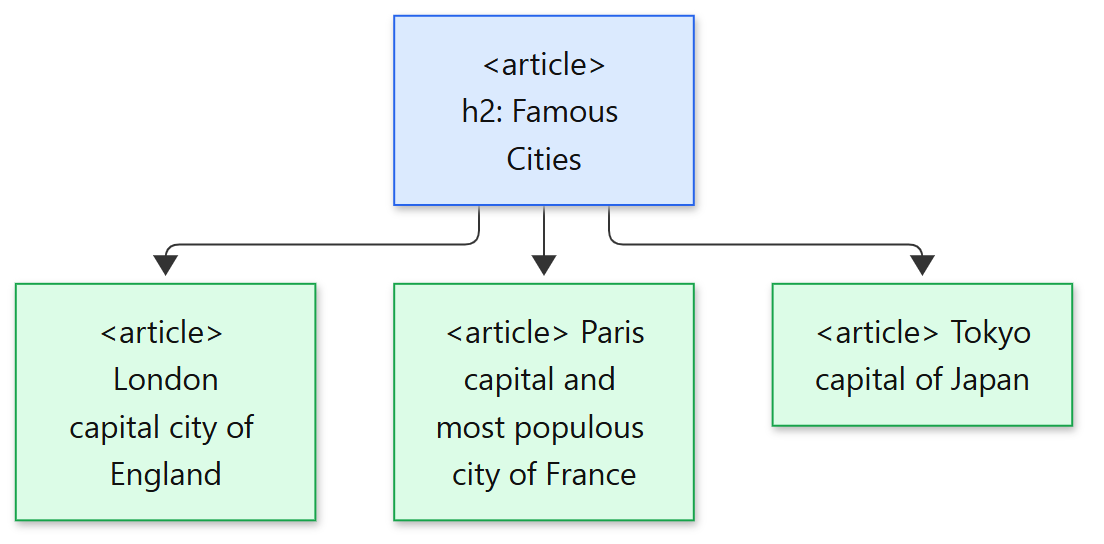 <article>
h2: Famous
Cities
<article>
London
capital city of
England
<article> Paris
capital and
most populous
city of France
<article> Tokyo
capital of Japan